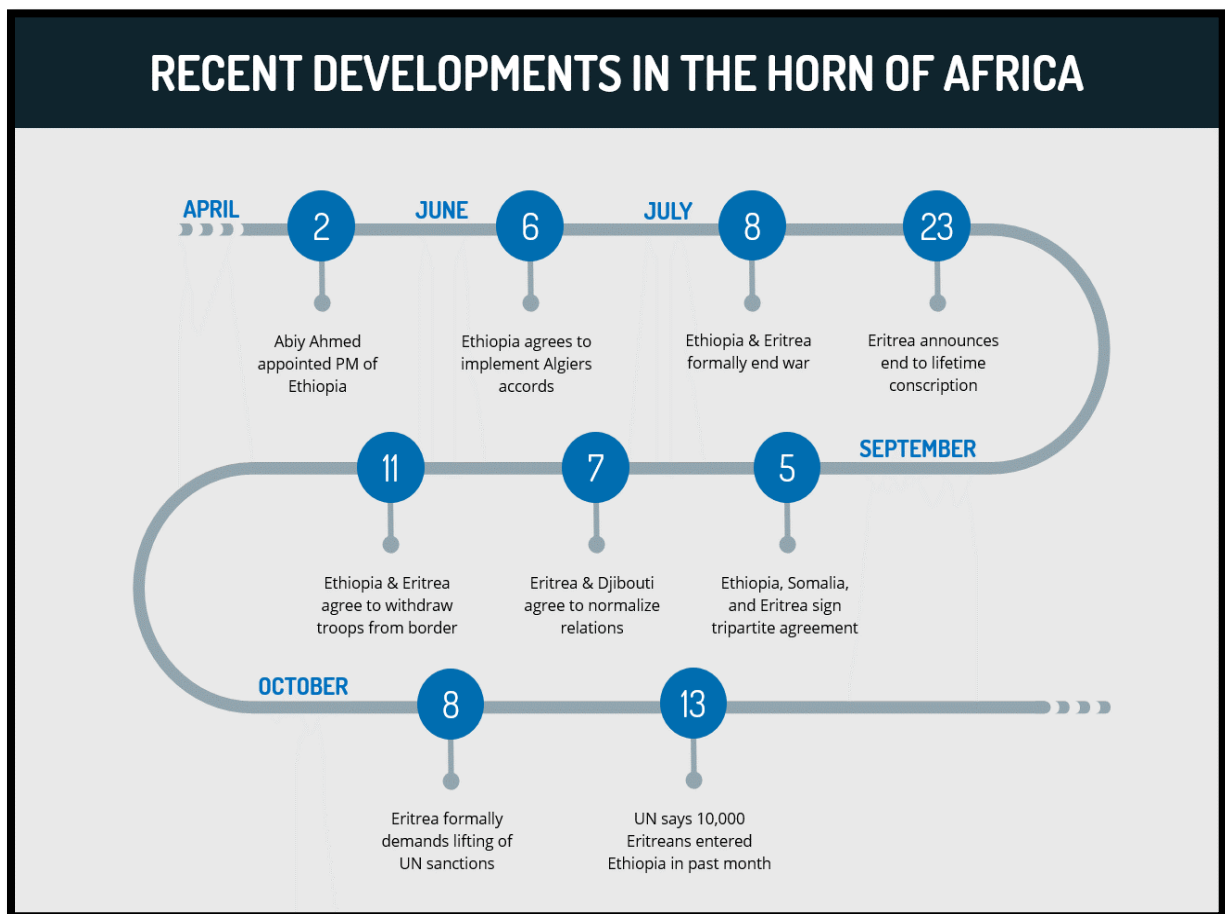 RECENT DEVELOPMENTS IN THE HORN OF AFRICA
APRIL
2
Abiy Ahmed
appointed PM of
Ethiopia
JUNE
6
Ethiopia agrees to
implement Algiers
accords
JULY
8
Ethiopia & Eritrea
formally end war
23
Eritrea announces
end to lifetime
conscription
SEPTEMBER
5
Ethiopia, Somalia,
and Eritrea sign
tripartite agreement
7
Eritrea & Djibouti
agree to normalize
relations
11
Ethiopia & Eritrea
agree to withdraw
troops from border
OCTOBER
8
Eritrea formally
demands lifting of
UN sanctions
13
UN says 10,000
Eritreans entered
Ethiopia in past month